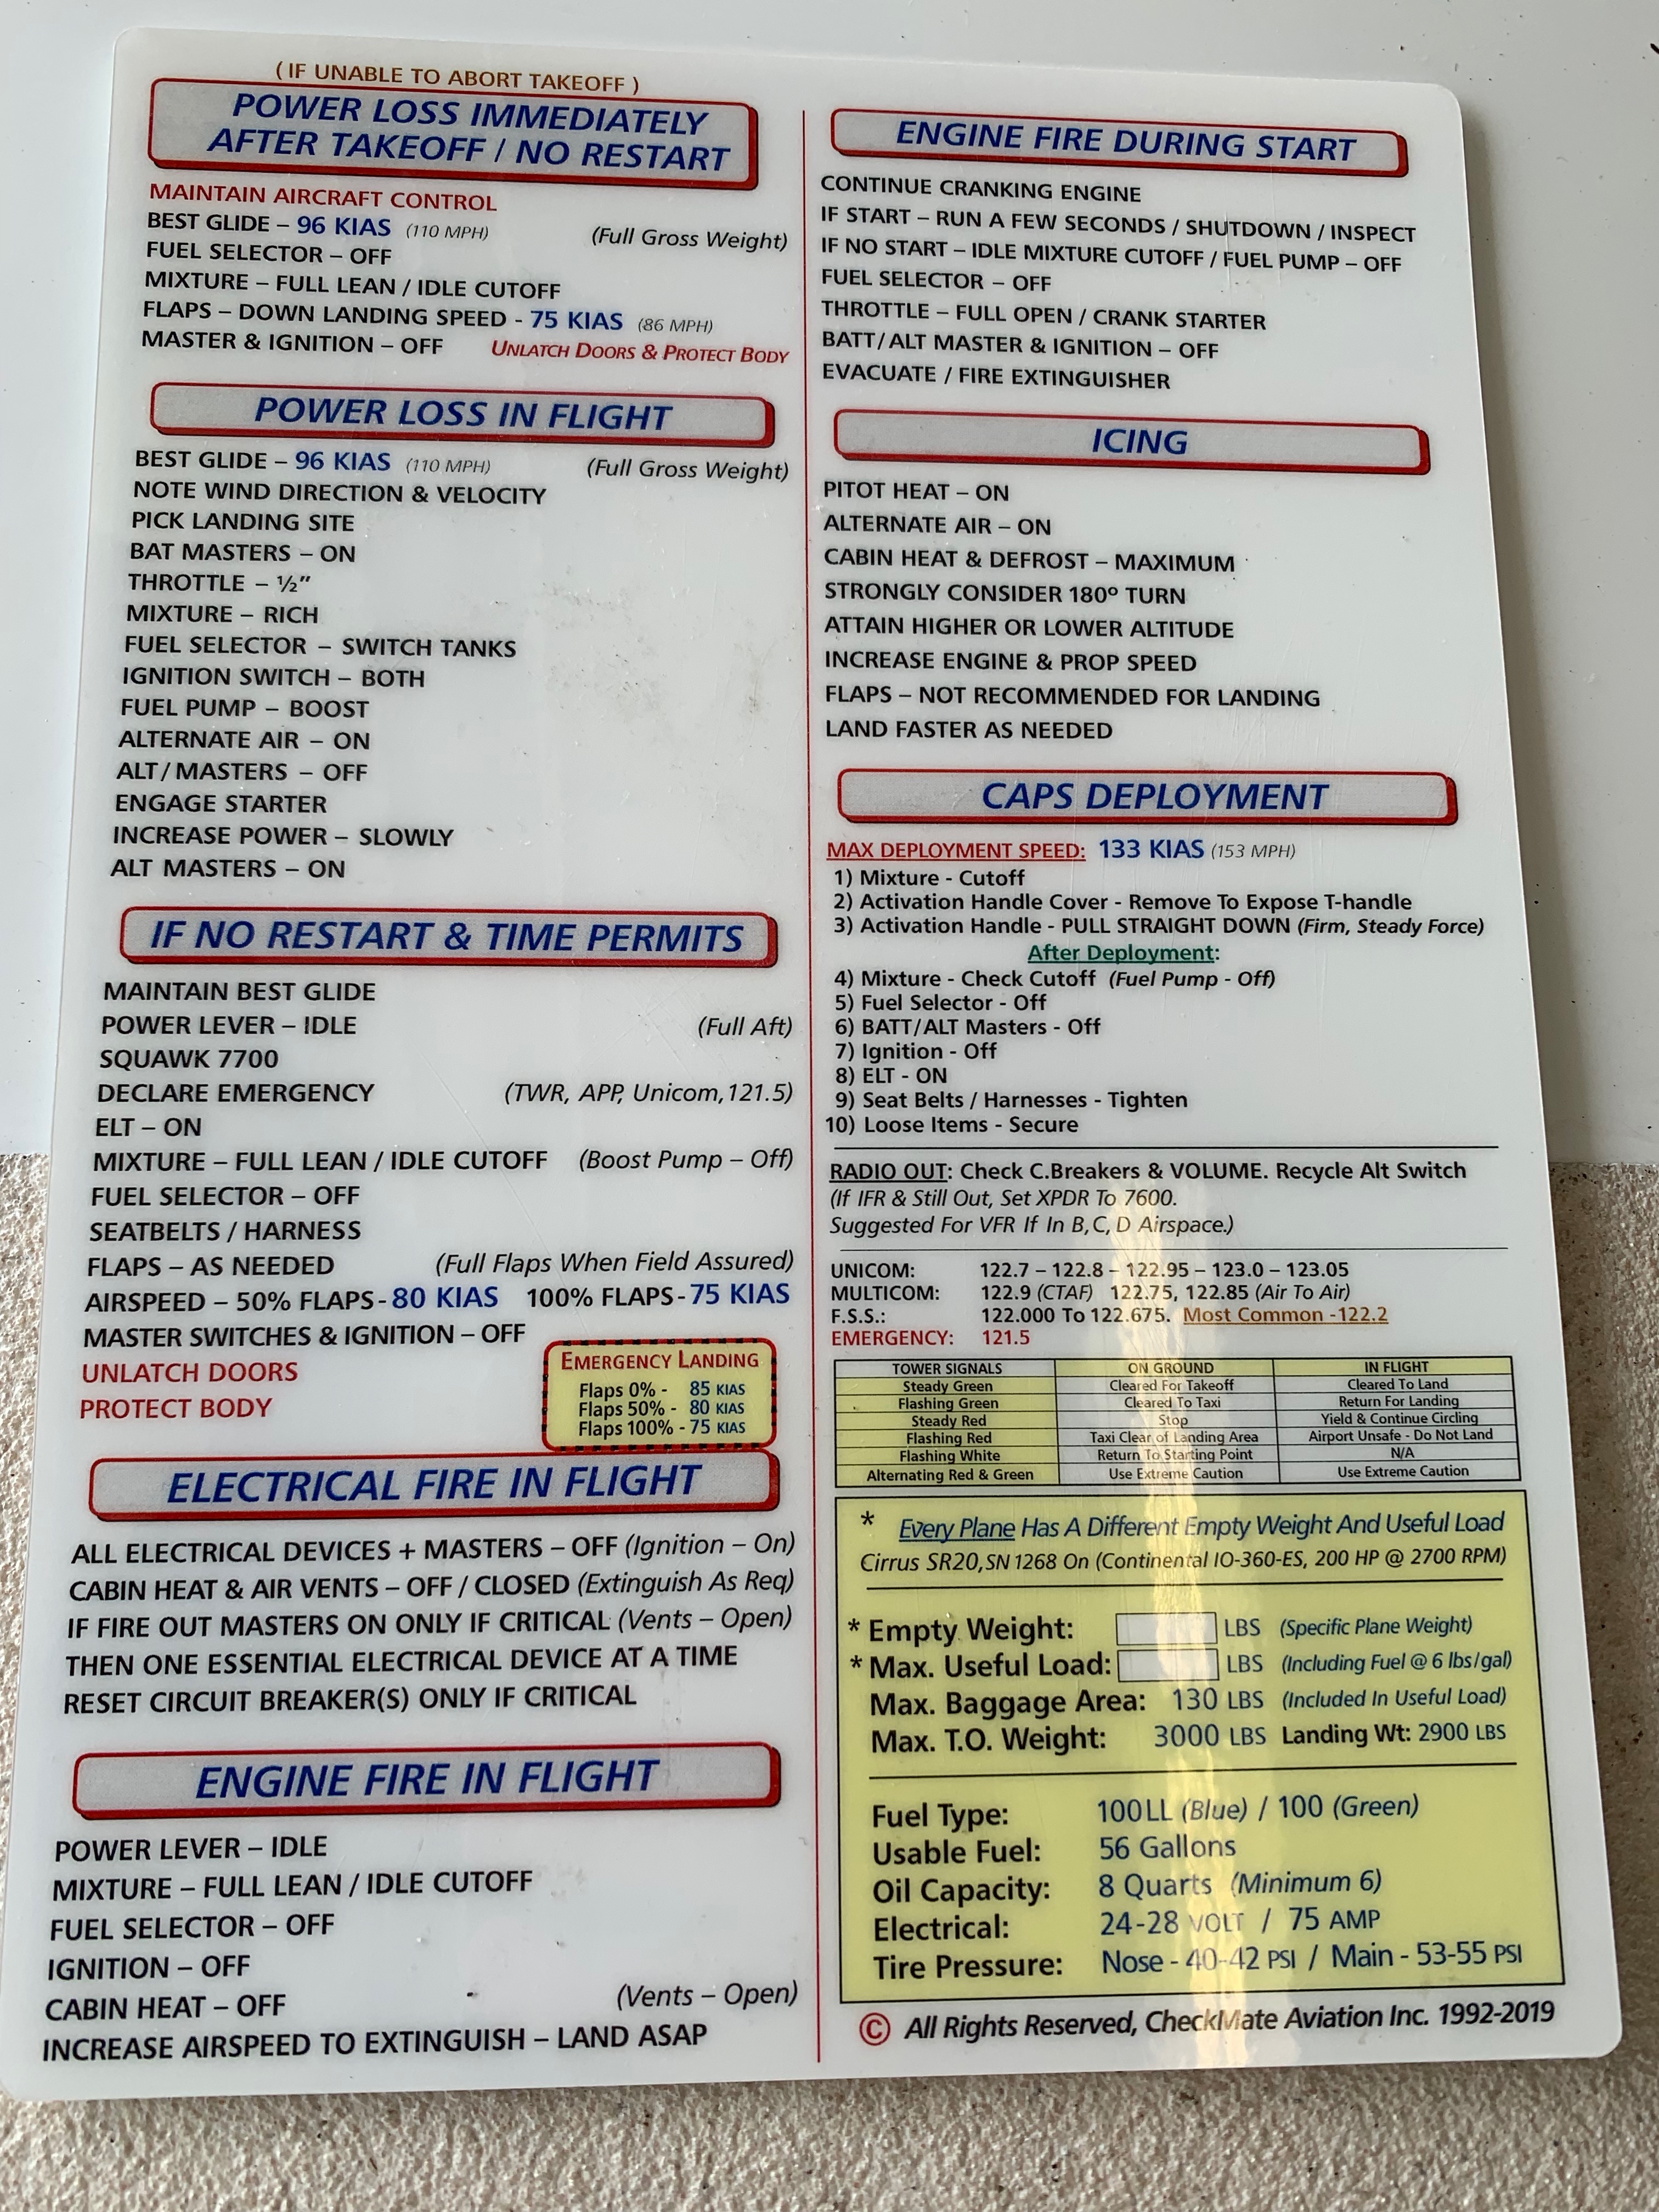 ( IF UNABLE TO ABORT TAKEOFF )
POWER LOSS IMMEDIATELY
AFTER TAKEOFF / NO RESTART
MAINTAIN AIRCRAFT CONTROL
BEST GLIDE – 96 KIAS (110 MPH) (Full Gross Weight)
FUEL SELECTOR – OFF
MIXTURE – FULL LEAN / IDLE CUTOFF
FLAPS – DOWN LANDING SPEED - 75 KIAS (86 MPH)
MASTER & IGNITION – OFF UNLATCH DOORS & PROTECT BODY
POWER LOSS IN FLIGHT
BEST GLIDE – 96 KIAS (110 MPH) (Full Gross Weight)
NOTE WIND DIRECTION & VELOCITY
PICK LANDING SITE
BAT MASTERS – ON
THROTTLE – ½"
MIXTURE – RICH
FUEL SELECTOR – SWITCH TANKS
IGNITION SWITCH – BOTH
FUEL PUMP – BOOST
ALTERNATE AIR – ON
ALT / MASTERS – OFF
ENGAGE STARTER
INCREASE POWER – SLOWLY
ALT MASTERS – ON
IF NO RESTART & TIME PERMITS
MAINTAIN BEST GLIDE
POWER LEVER – IDLE (Full Aft)
SQUAWK 7700
DECLARE EMERGENCY (TWR, APP, Unicom, 121.5)
ELT – ON
MIXTURE – FULL LEAN / IDLE CUTOFF (Boost Pump – Off)
FUEL SELECTOR – OFF
SEATBELTS / HARNESS
FLAPS – AS NEEDED (Full Flaps When Field Assured)
AIRSPEED – 50% FLAPS - 80 KIAS 100% FLAPS - 75 KIAS
MASTER SWITCHES & IGNITION – OFF
UNLATCH DOORS
PROTECT BODY
EMERGENCY LANDING
Flaps 0% - 85 KIAS
Flaps 50% - 80 KIAS
Flaps 100% - 75 KIAS
ELECTRICAL FIRE IN FLIGHT
ALL ELECTRICAL DEVICES + MASTERS – OFF (Ignition – On)
CABIN HEAT & AIR VENTS – OFF / CLOSED (Extinguish As Req)
IF FIRE OUT MASTERS ON ONLY IF CRITICAL (Vents – Open)
THEN ONE ESSENTIAL ELECTRICAL DEVICE AT A TIME
RESET CIRCUIT BREAKER(S) ONLY IF CRITICAL
ENGINE FIRE IN FLIGHT
POWER LEVER – IDLE
MIXTURE – FULL LEAN / IDLE CUTOFF
FUEL SELECTOR – OFF
IGNITION – OFF
CABIN HEAT – OFF (Vents – Open)
INCREASE AIRSPEED TO EXTINGUISH – LAND ASAP
ENGINE FIRE DURING START
CONTINUE CRANKING ENGINE
IF START – RUN A FEW SECONDS / SHUTDOWN / INSPECT
IF NO START – IDLE MIXTURE CUTOFF / FUEL PUMP – OFF
FUEL SELECTOR – OFF
THROTTLE – FULL OPEN / CRANK STARTER
BATT/ALT MASTER & IGNITION – OFF
EVACUATE / FIRE EXTINGUISHER
ICING
PITOT HEAT – ON
ALTERNATE AIR – ON
CABIN HEAT & DEFROST – MAXIMUM
STRONGLY CONSIDER 180º TURN
ATTAIN HIGHER OR LOWER ALTITUDE
INCREASE ENGINE & PROP SPEED
FLAPS – NOT RECOMMENDED FOR LANDING
LAND FASTER AS NEEDED
CAPS DEPLOYMENT
MAX DEPLOYMENT SPEED: 133 KIAS (153 MPH)
1) Mixture - Cutoff
2) Activation Handle Cover - Remove To Expose T-handle
3) Activation Handle - PULL STRAIGHT DOWN (Firm, Steady Force)
After Deployment:
4) Mixture - Check Cutoff (Fuel Pump - Off)
5) Fuel Selector - Off
6) BATT/ALT Masters - Off
7) Ignition - Off
8) ELT - ON
9) Seat Belts / Harnesses - Tighten
10) Loose Items - Secure
RADIO OUT: Check C.Breakers & VOLUME. Recycle Alt Switch
(If IFR & Still Out, Set XPDR To 7600.
Suggested For VFR If In B, C, D Airspace.)
UNICOM: 122.7 – 122.8 – 122.95 – 123.0 – 123.05
MULTICOM: 122.9 (CTAF) 122.75, 122.85 (Air To Air)
F.S.S.: 122.000 To 122.675. Most Common -122.2
EMERGENCY: 121.5
TOWER SIGNALS ON GROUND IN FLIGHT
Steady Green Cleared For Takeoff Cleared To Land
Flashing Green Cleared To Taxi Return For Landing
Steady Red Stop Yield & Continue Circling
Flashing Red Taxi Clear of Landing Area Airport Unsafe - Do Not Land
Flashing White Return To Starting Point N/A
Alternating Red & Green Use Extreme Caution Use Extreme Caution
* Every Plane Has A Different Empty Weight And Useful Load
Cirrus SR20, SN 1268 On (Continental IO-360-ES, 200 HP @ 2700 RPM)
* Empty Weight: LBS (Specific Plane Weight)
* Max. Useful Load: LBS (Including Fuel @ 6 lbs/gal)
Max. Baggage Area: 130 LBS (Included In Useful Load)
Max. T.O. Weight: 3000 LBS Landing Wt: 2900 LBS
Fuel Type: 100LL (Blue) / 100 (Green)
Usable Fuel: 56 Gallons
Oil Capacity: 8 Quarts (Minimum 6)
Electrical: 24-28 VOLT / 75 AMP
Tire Pressure: Nose - 40-42 PSI / Main - 53-55 PSI
© All Rights Reserved, CheckMate Aviation Inc. 1992-2019